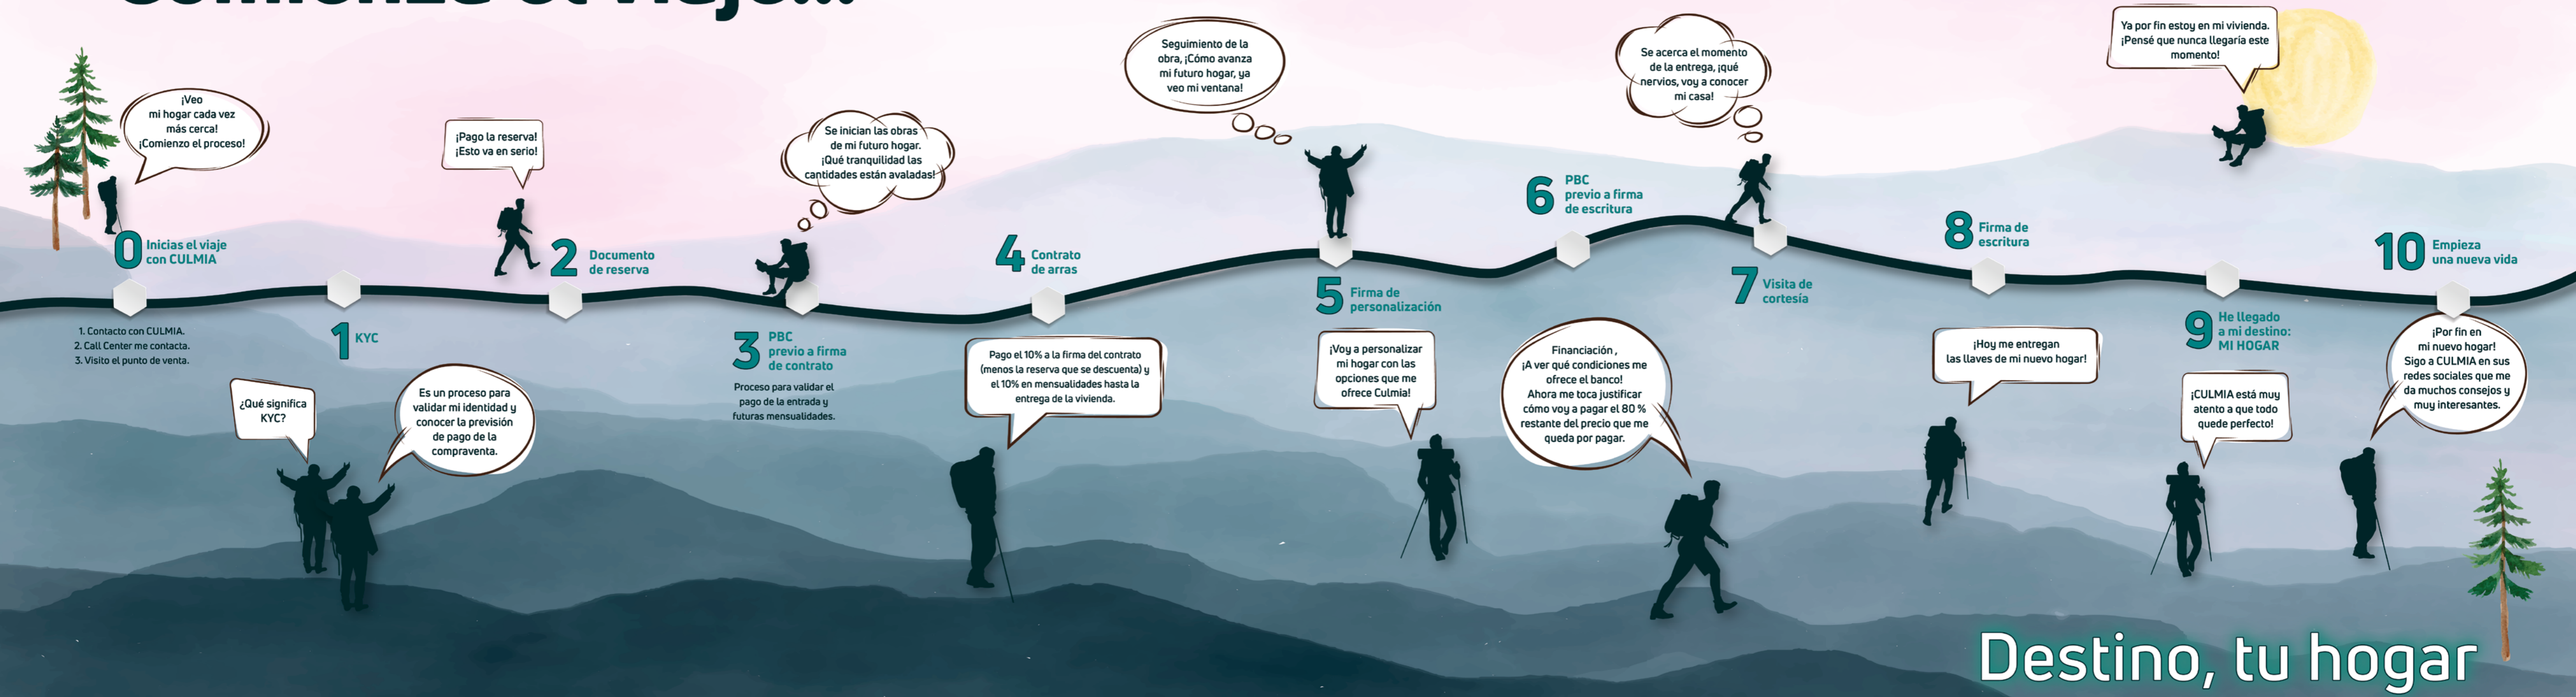 Comienza el viaje...
¡Veo
mi hogar cada vez
más cerca!
¡Comienzo el proceso!
0 Inicias el viaje
con CULMIA
1. Contacto con CULMIA.
2. Call Center me contacta.
3. Visito el punto de venta.
1 KYC
¿Qué significa
KYC?
Es un proceso para
validar mi identidad y
conocer la previsión
de pago de la
compraventa.
¡Pago la reserva!
¡Esto va en serio!
2 Documento
de reserva
Se inician las obras
de mi futuro hogar.
¡Qué tranquilidad las
cantidades están avaladas!
3 PBC
previo a firma
de contrato
Proceso para validar el
pago de la entrada y
futuras mensualidades.
4 Contrato
de arras
Pago el 10% a la firma del contrato
(menos la reserva que se descuenta) y
el 10% en mensualidades hasta la
entrega de la vivienda.
Seguimiento de la
obra, ¡Cómo avanza
mi futuro hogar, ya
veo mi ventana!
5 Firma de
personalización
¡Voy a personalizar
mi hogar con las
opciones que me
ofrece Culmia!
6 PBC
previo a firma
de escritura
Financiación ,
¡A ver qué condiciones me
ofrece el banco!
Ahora me toca justificar
cómo voy a pagar el 80 %
restante del precio que me
queda por pagar.
Se acerca el momento
de la entrega, ¡qué
nervios, voy a conocer
mi casa!
7 Visita de
cortesía
8 Firma de
escritura
¡Hoy me entregan
las llaves de mi nuevo hogar!
Ya por fin estoy en mi vivienda.
¡Pensé que nunca llegaría este
momento!
9 He llegado
a mi destino:
MI HOGAR
¡CULMIA está muy
atento a que todo
quede perfecto!
10 Empieza
una nueva vida
¡Por fin en
mi nuevo hogar!
Sigo a CULMIA en sus
redes sociales que me
da muchos consejos y
muy interesantes.
Destino, tu hogar